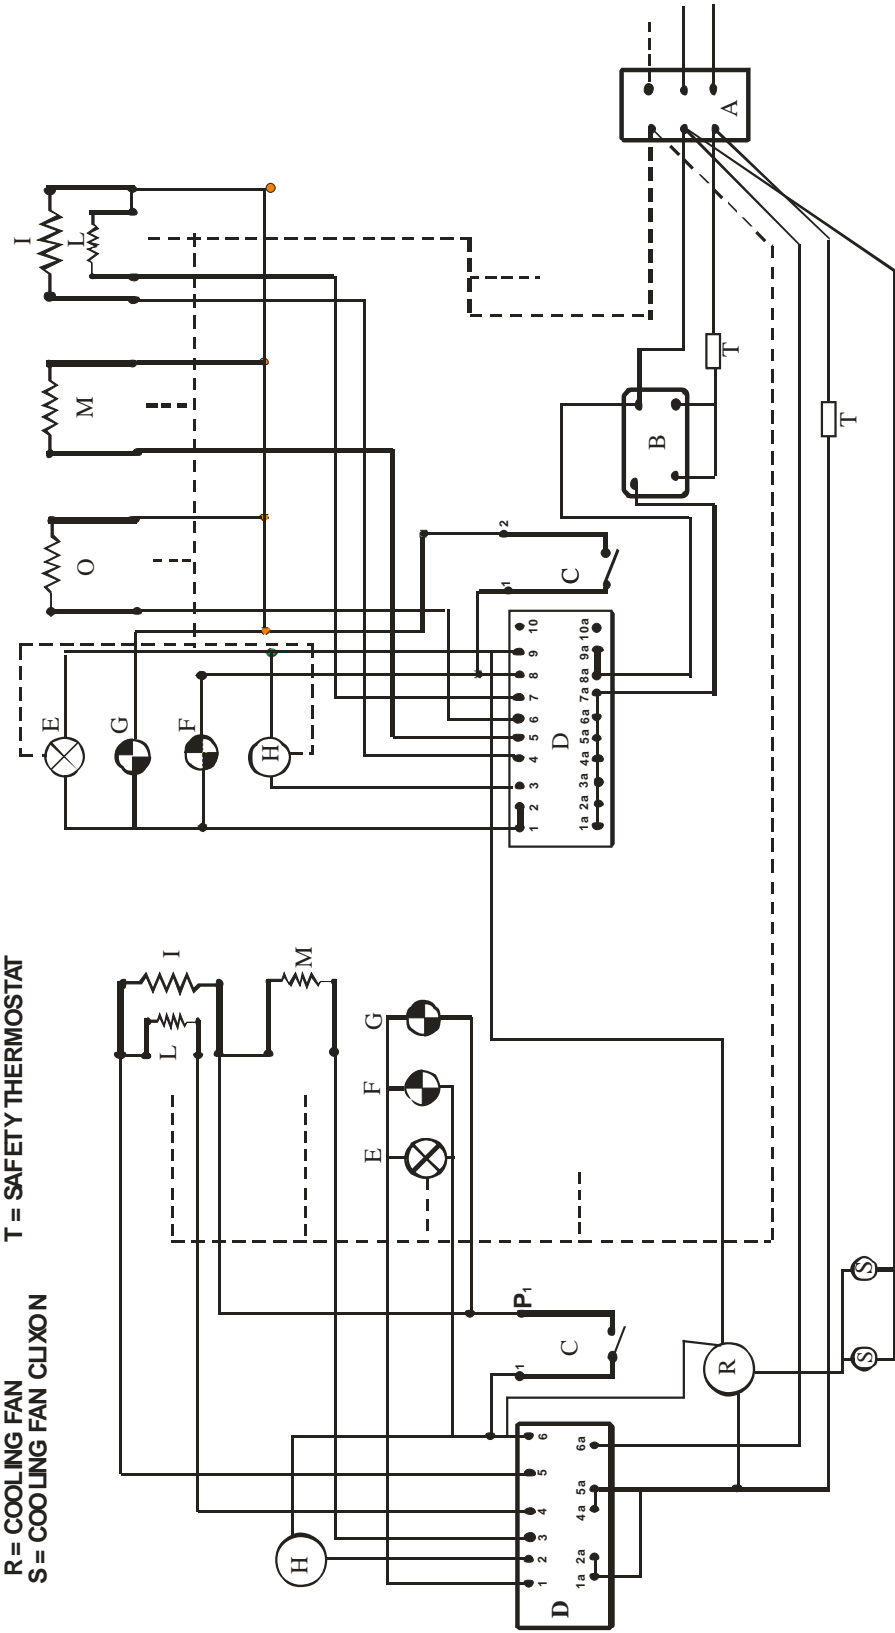 R = COOLING FAN
S = COOLING FAN CLIXON
T = SAFETY THERMOSTAT
I
L
M
O
E
G
F
H
A
T
B
T
C
1
2
D
1 2 3 4 5 6 7 8 9 10
1a 2a 3a 4a 5a 6a 7a 8a 9a 10a
I
L
M
G
F
E
H
C
1
P1
D
1 2 3 4 5 6
1a 2a 4a 5a 6a
R
S
S